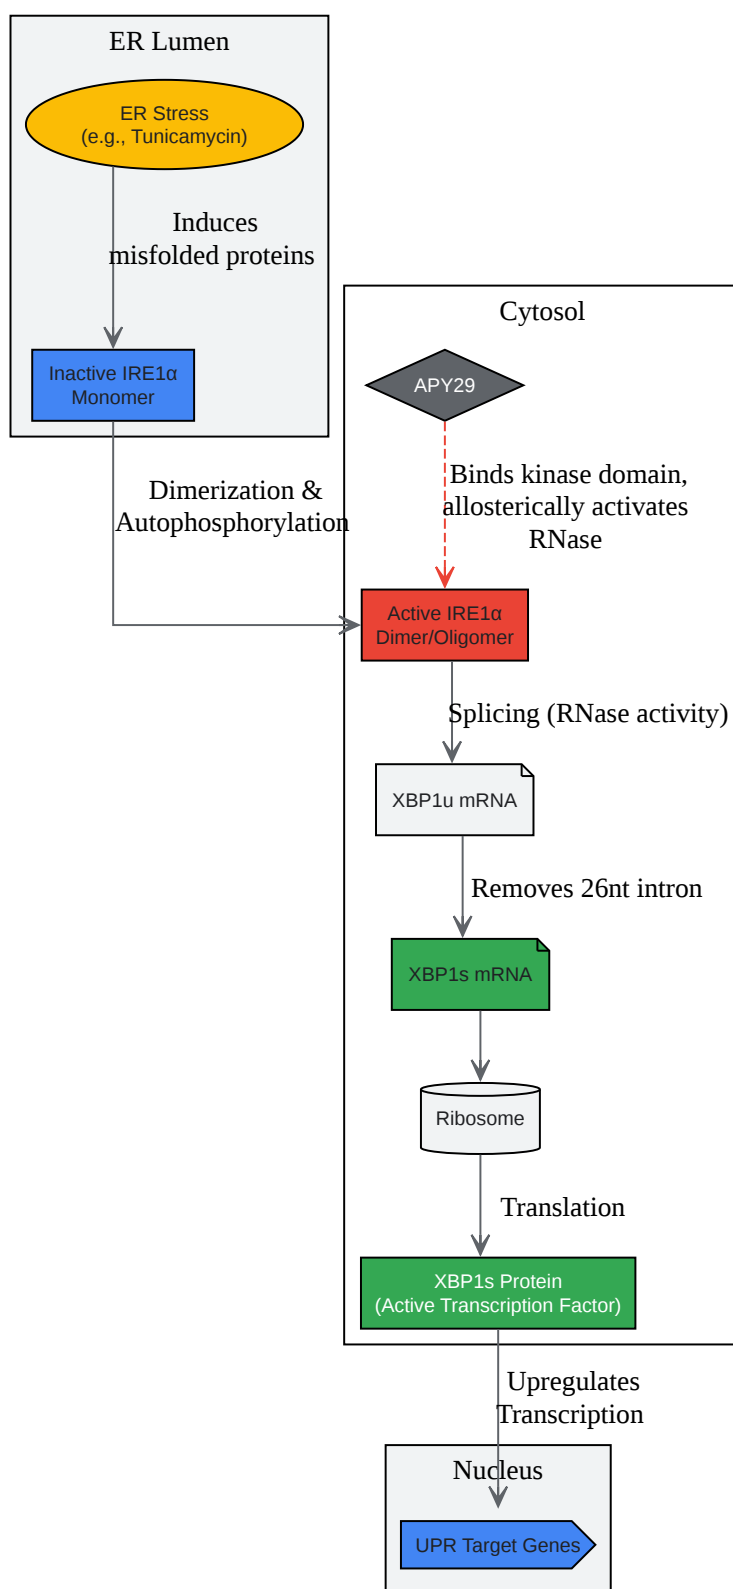 ER Lumen
ER Stress
(e.g., Tunicamycin)
Induces
misfolded proteins
Inactive IRE1α
Monomer
Dimerization &
Autophosphorylation
Cytosol
APY29
Binds kinase domain,
allosterically activates
RNase
Active IRE1α
Dimer/Oligomer
Splicing (RNase activity)
XBP1u mRNA
Removes 26nt intron
XBP1s mRNA
Ribosome
Translation
XBP1s Protein
(Active Transcription Factor)
Upregulates
Transcription
Nucleus
UPR Target Genes